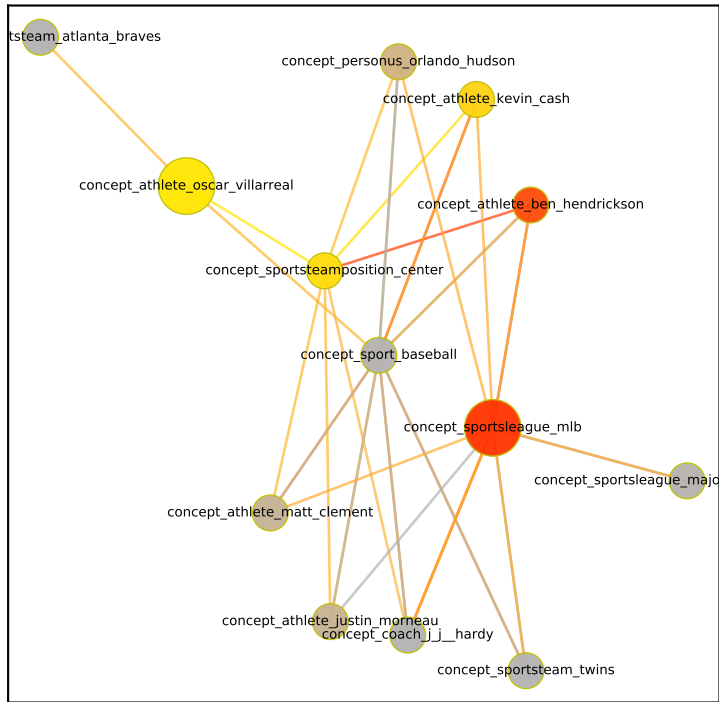 tsteam_atlanta_braves
concept_personus_orlando_hudson
concept_athlete_kevin_cash
concept_athlete_oscar_villarreal
concept_athlete_ben_hendrickson
concept_sportsteamposition_center
concept_sport_baseball
concept_sportsleague_mlb
concept_sportsleague_majo
concept_athlete_matt_clement
concept_athlete_justin_morneau
concept_coach_j_j__hardy
concept_sportsteam_twins